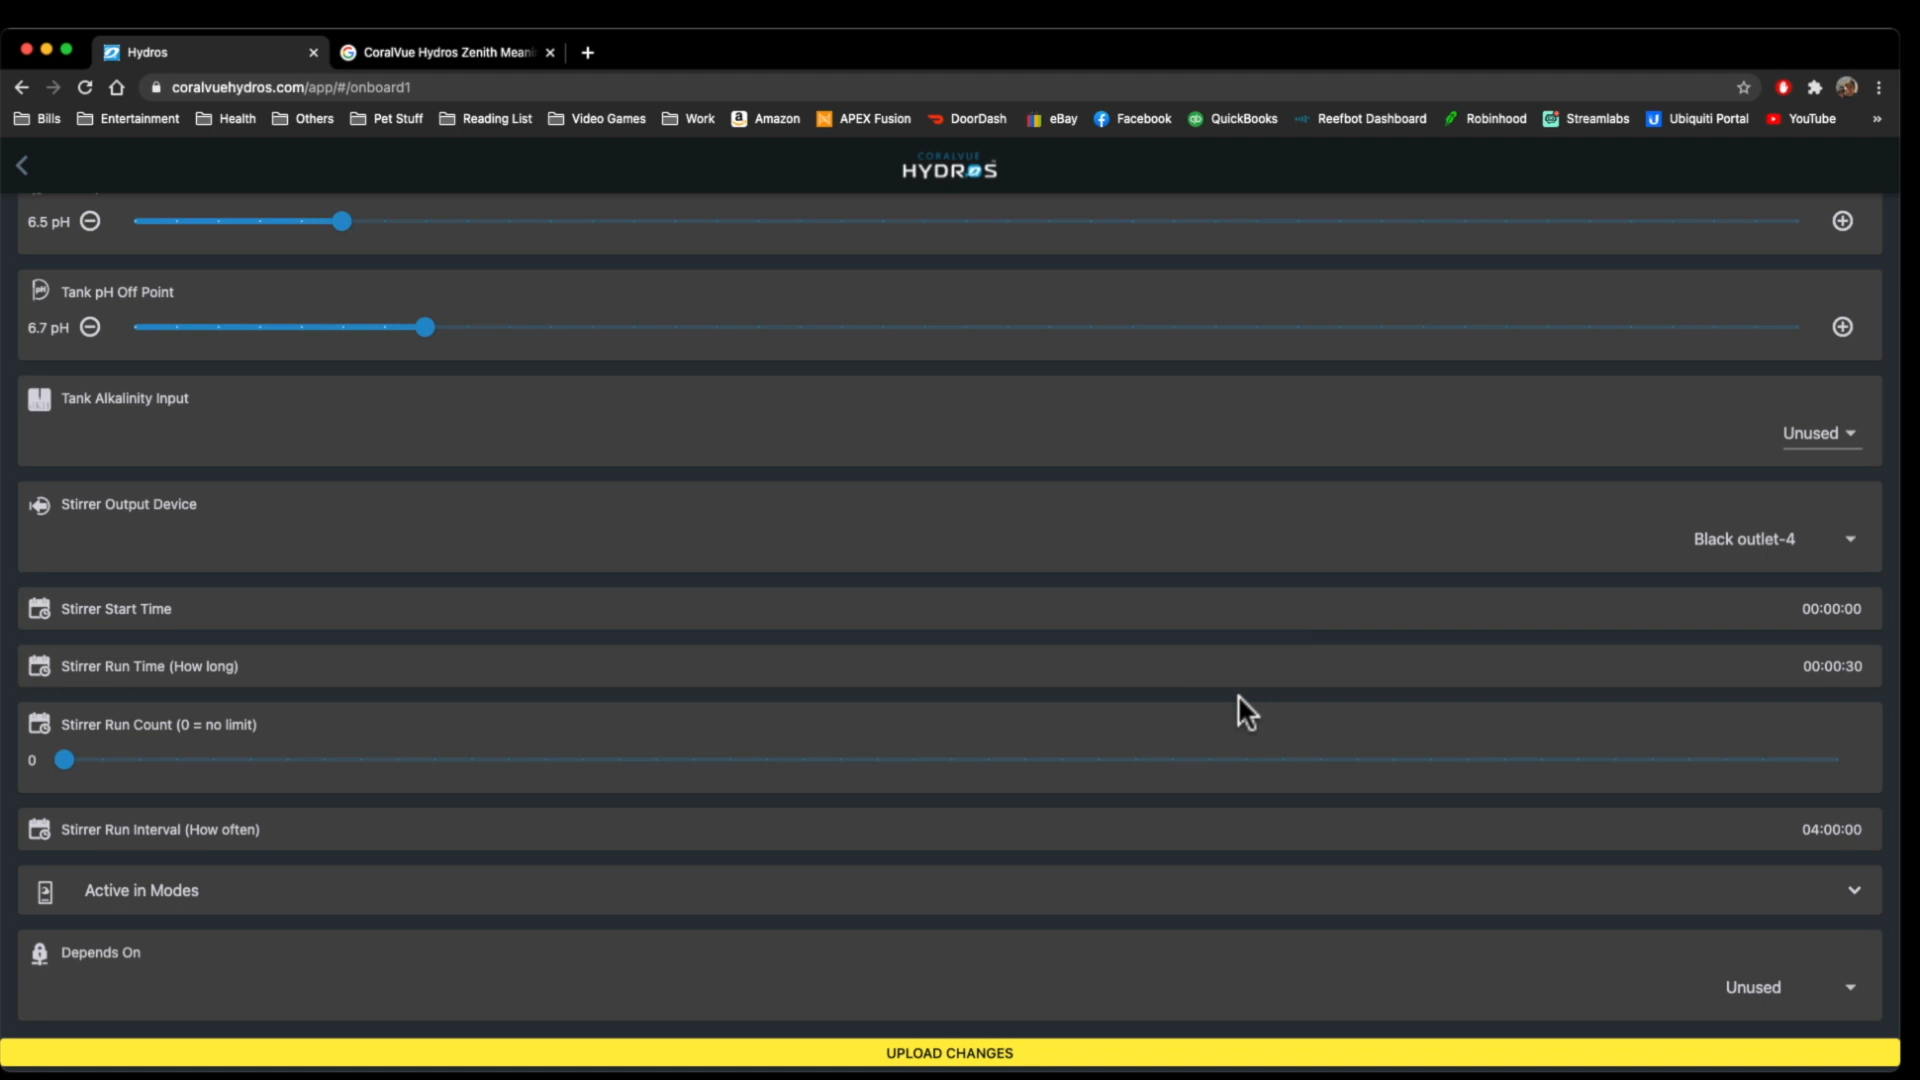 Hydros
CoralVue Hydros Zenith Meani
coralvuehydros.com/app/#/onboard1
Bills Entertainment Health Others Pet Stuff Reading List Video Games Work Amazon APEX Fusion DoorDash eBay Facebook QuickBooks Reefbot Dashboard Robinhood Streamlabs Ubiquiti Portal YouTube »
CORALVUE
HYDROS
6.5 pH
Tank pH Off Point
6.7 pH
Tank Alkalinity Input
Unused
Stirrer Output Device
Black outlet-4
Stirrer Start Time 00:00:00
Stirrer Run Time (How long) 00:00:30
Stirrer Run Count (0 = no limit)
0
Stirrer Run Interval (How often) 04:00:00
Active in Modes
Depends On
Unused
UPLOAD CHANGES